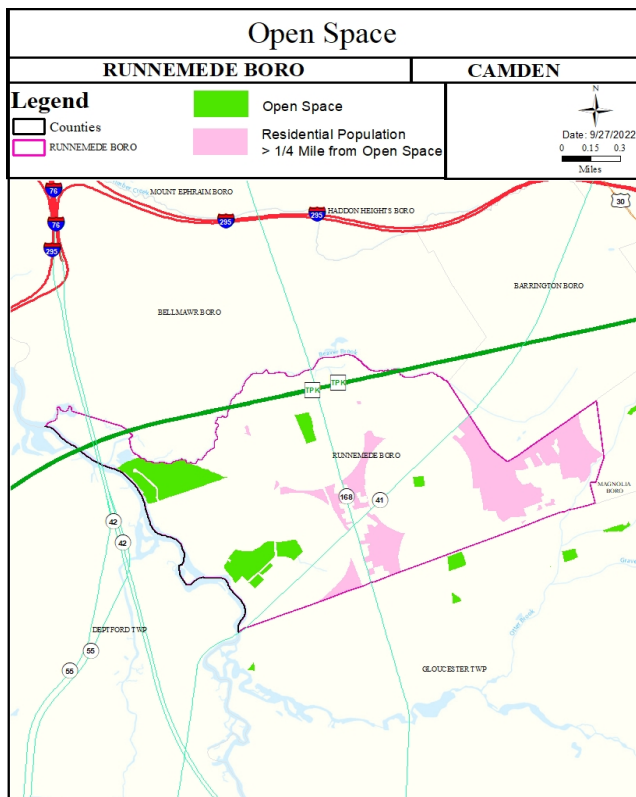 Open Space
RUNNEMEDE BORO
CAMDEN
Legend
Counties
RUNNEMEDE BORO
Open Space
Residential Population
> 1/4 Mile from Open Space
N
Date: 9/27/2022
0 0.15 0.3
Miles
76
MOUNT EPHRAIM BORO
30
295
HADDON HEIGHTS BORO
295
76
295
BARRINGTON BORO
BELLMAWR BORO
TPK
TPK
RUNNEMEDE BORO
MAGNOLIA
BORO
168
41
42
42
Otter Brook
DEPTFORD TWP
55
55
GLOUCESTER TWP